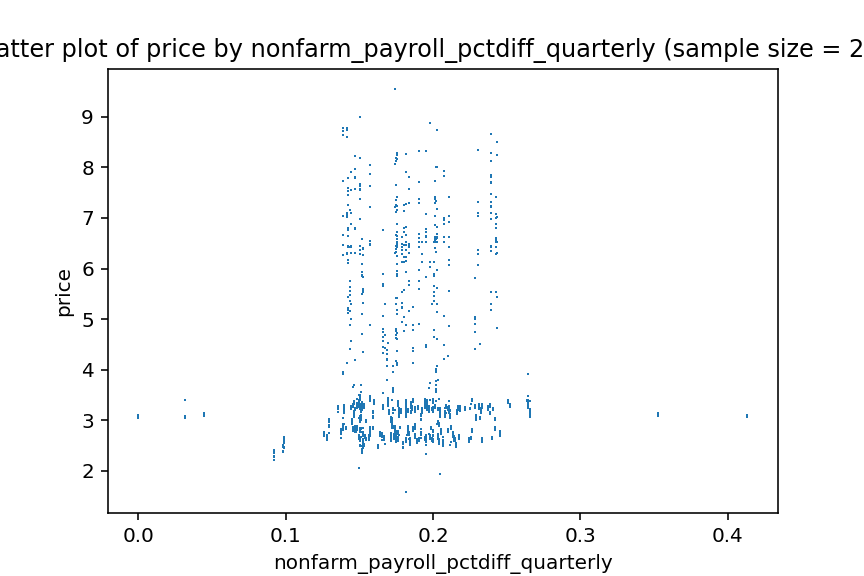 atter plot of price by nonfarm_payroll_pctdiff_quarterly (sample size = 2
9
8
7
6
5
4
3
2
price
0.0 0.1 0.2 0.3 0.4
nonfarm_payroll_pctdiff_quarterly